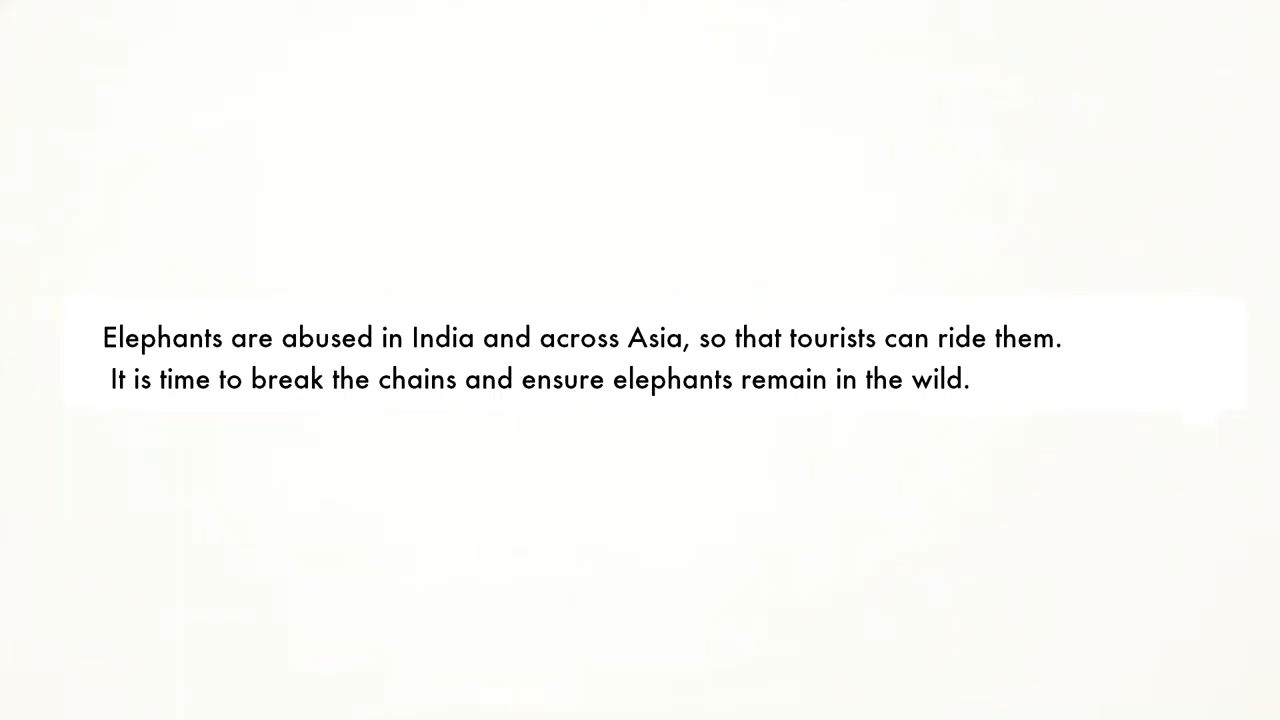 Elephants are abused in India and across Asia, so that tourists can ride them.
It is time to break the chains and ensure elephants remain in the wild.